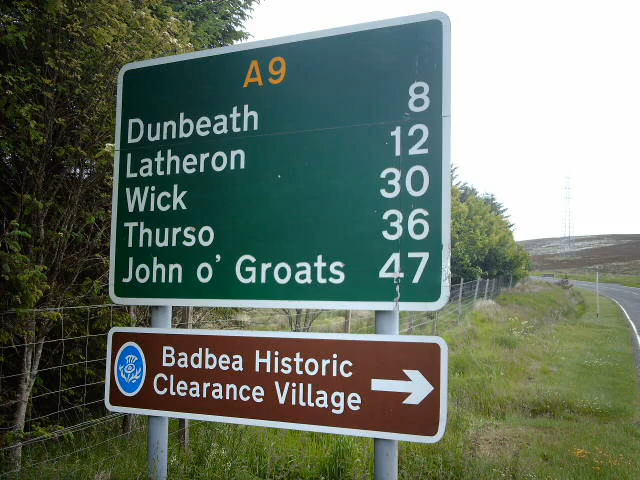 A9
Dunbeath 8
Latheron 12
Wick 30
Thurso 36
John o' Groats 47
Badbea Historic
Clearance Village